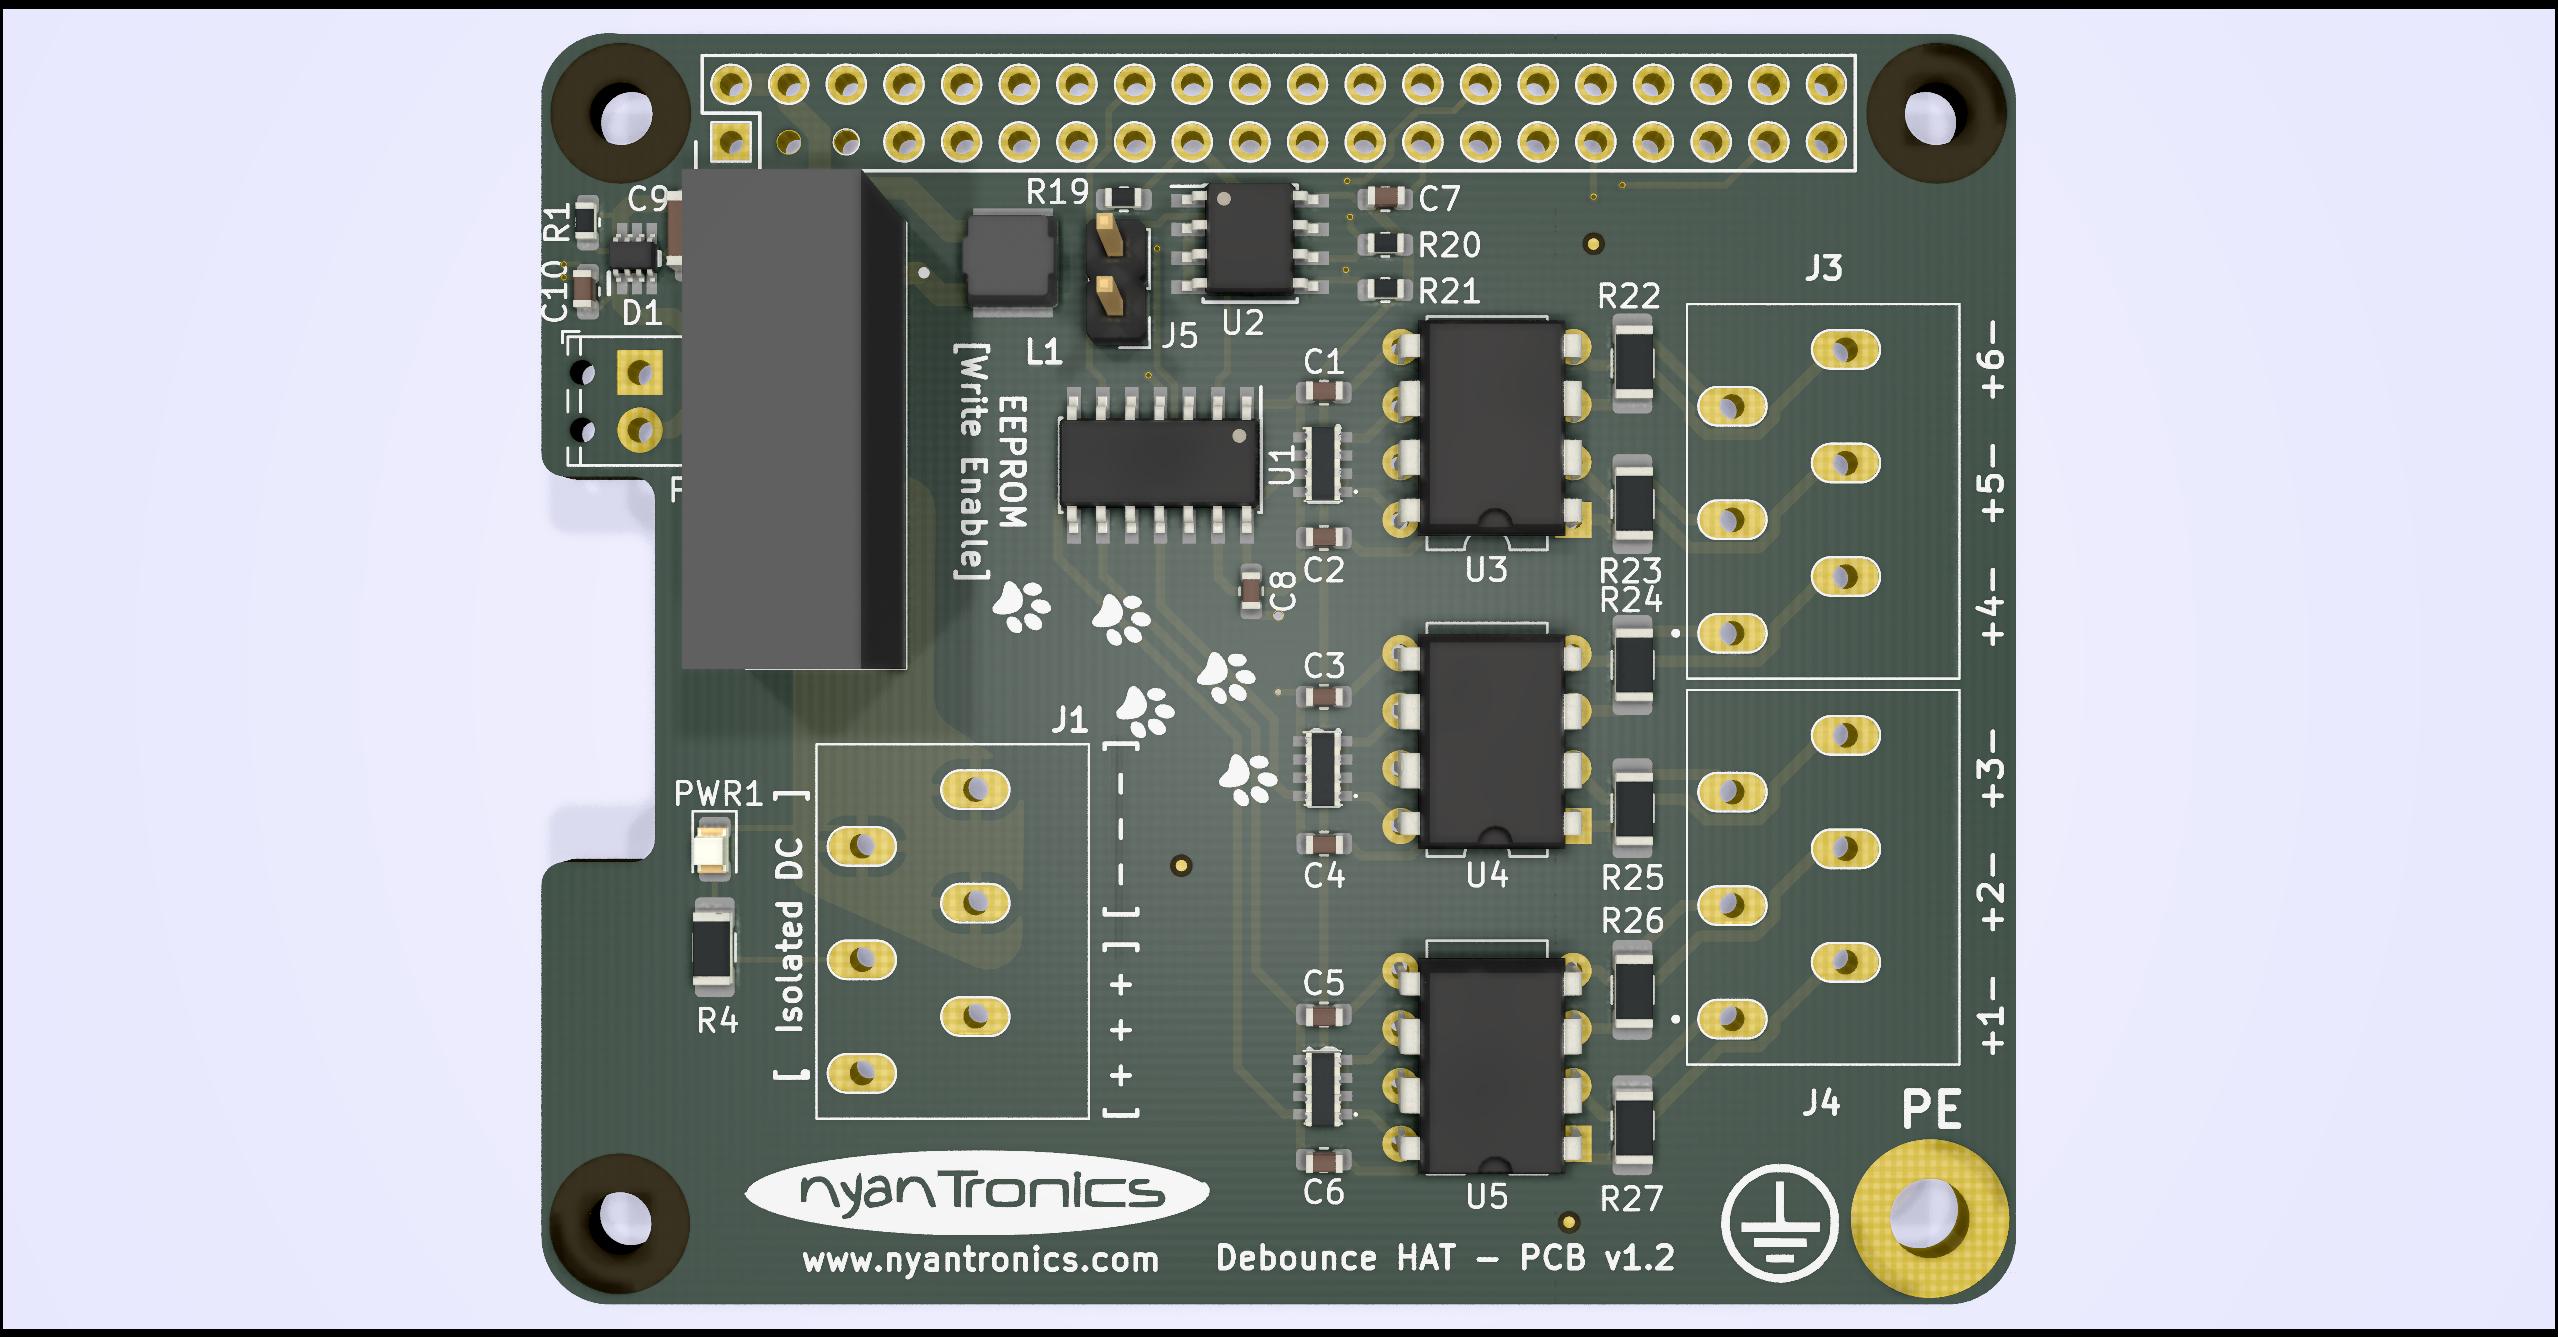 R19
C9
C7
R1
R20
C10
D1
R21
J3
R22
U2
J5
L1
C1
[Write Enable]
EEPROM
U1
+6-
+5-
+4-
C2
U3
R23
R24
C8
C3
J1
PWR1
[ Isolated DC ]
[ - - - ]
[ + + + ]
C4
U4
R25
R26
+3-
+2-
+1-
C5
R4
J4
PE
C6
U5
R27
nyanTronics
www.nyantronics.com
Debounce HAT - PCB v1.2